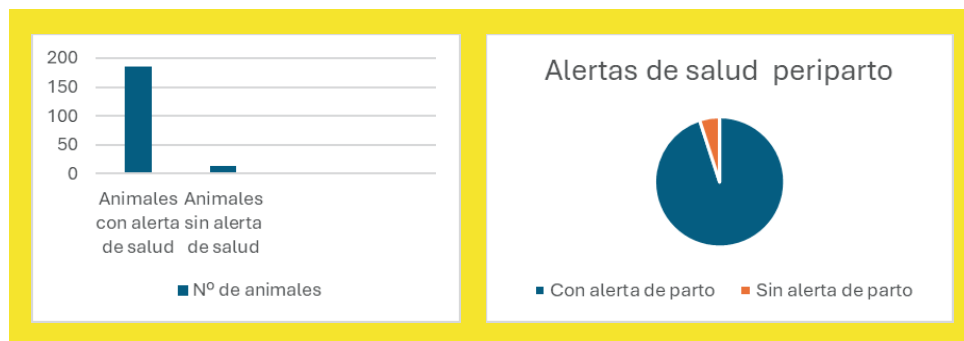 200
150
100
50
0
Animales Animales
con alerta sin alerta
de salud de salud
Nº de animales
Alertas de salud periparto
Con alerta de parto Sin alerta de parto